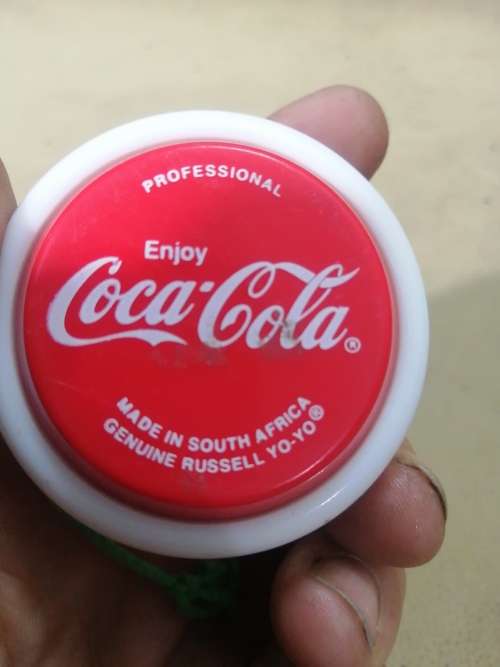 PROFESSIONAL
Enjoy
Coca-Cola®
MADE IN SOUTH AFRICA
GENUINE RUSSELL YO-YO®